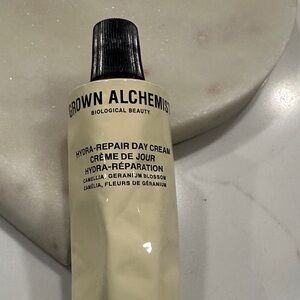 GROWN ALCHEMIST
BIOLOGICAL BEAUTY
HYDRA-REPAIR DAY CREAM
CRÈME DE JOUR
HYDRA-RÉPARATION
CAMELLIA, GERANIUM BLOSSOM
CAMÉLIA, FLEURS DE GÉRANIUM